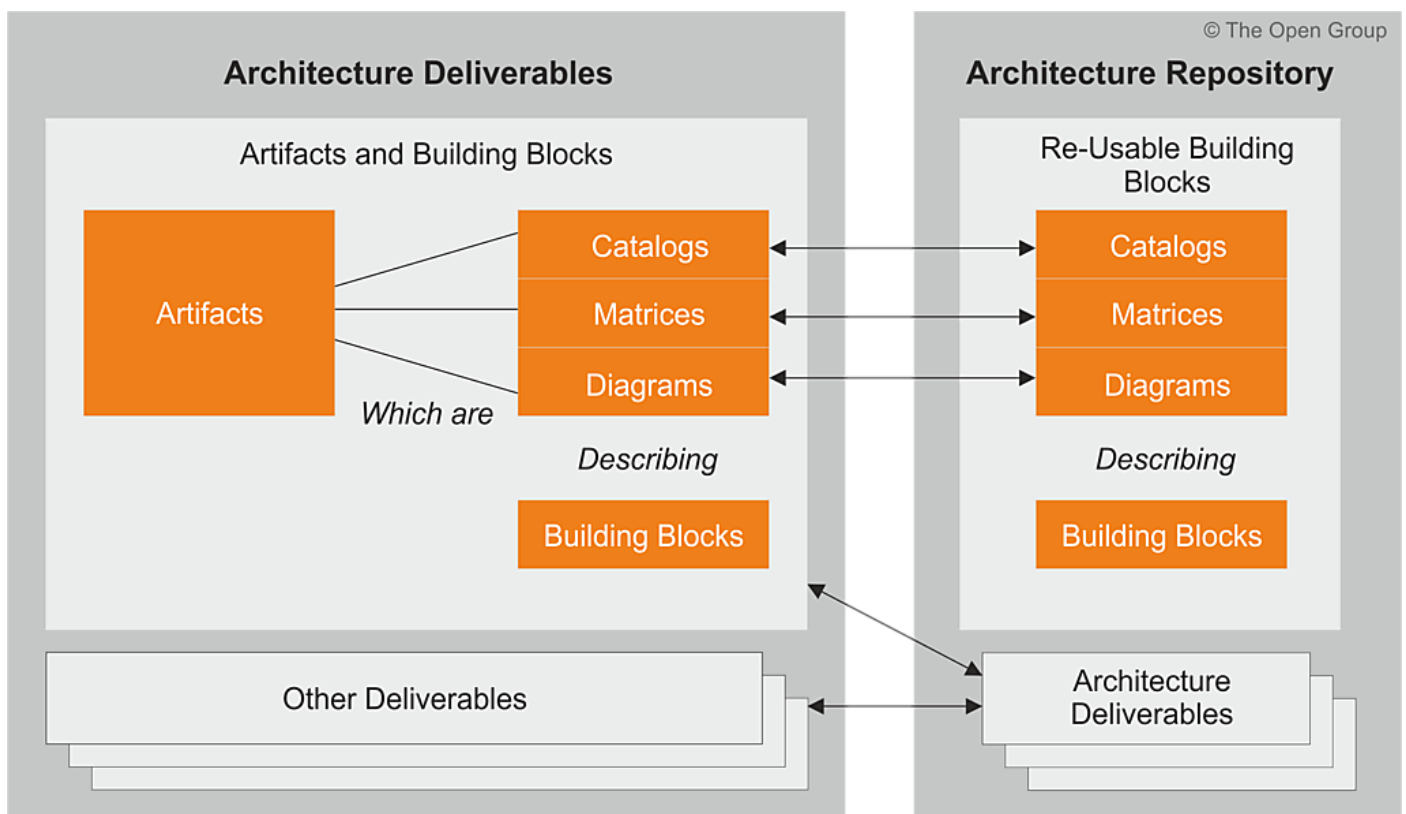 © The Open Group
Architecture Deliverables
Architecture Repository
Artifacts and Building Blocks
Re-Usable Building
Blocks
Artifacts
Catalogs
Matrices
Diagrams
Which are
Describing
Building Blocks
Catalogs
Matrices
Diagrams
Describing
Building Blocks
Other Deliverables
Architecture
Deliverables